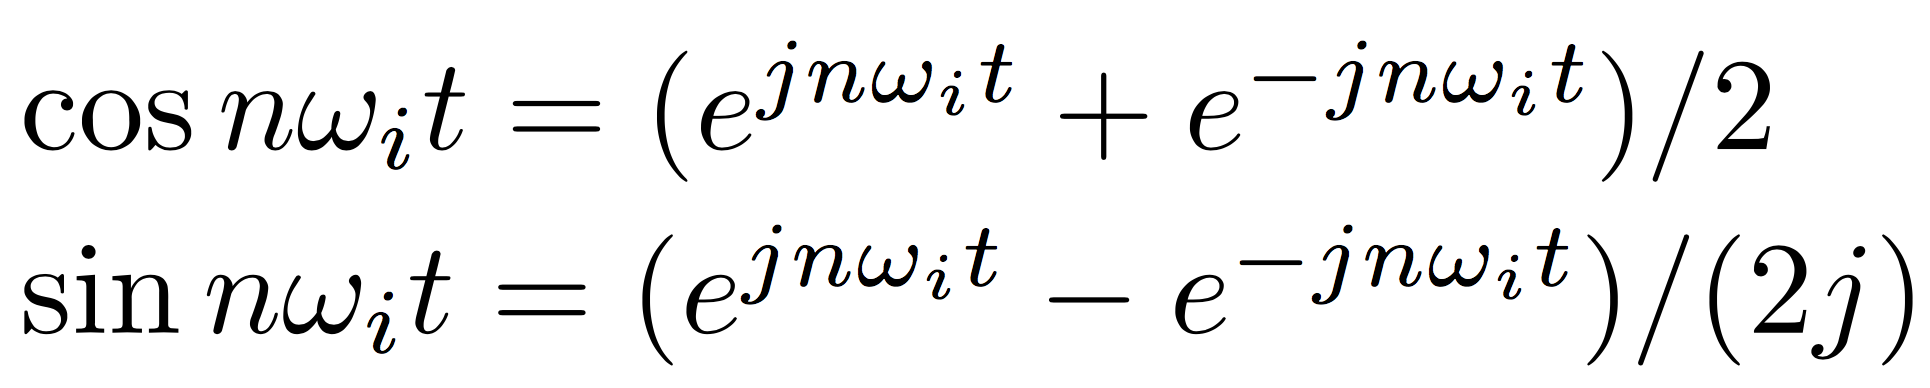 cos nω_i t = (e^{jnω_i t} + e^{−jnω_i t})/2
sin nω_i t = (e^{jnω_i t} − e^{−jnω_i t})/(2j)